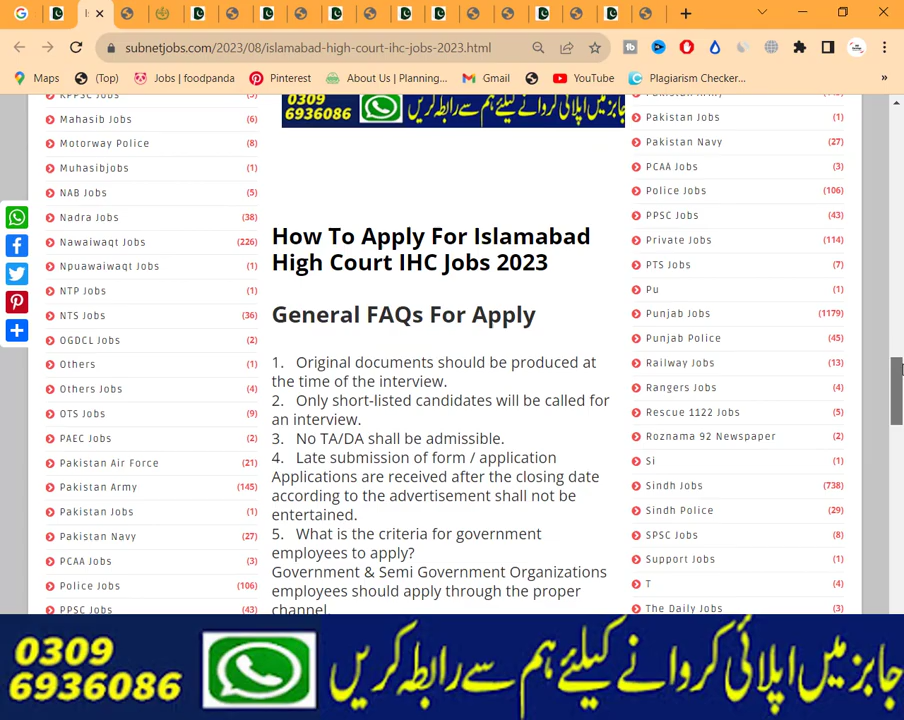 subnetjobs.com/2023/08/islamabad-high-court-ihc-jobs-2023.html
Maps
(Top)
Jobs | foodpanda
Pinterest
About Us | Planning...
Gmail
YouTube
Plagiarism Checker...
»
KPPSC Jobs
Mahasib Jobs (6)
Motorway Police (8)
Muhasibjobs (1)
NAB Jobs (5)
Nadra Jobs (38)
Nawaiwaqt Jobs (226)
Npuawaiwaqt Jobs (1)
NTP Jobs (1)
NTS Jobs (36)
OGDCL Jobs (2)
Others (1)
Others Jobs (4)
OTS Jobs (9)
PAEC Jobs (2)
Pakistan Air Force (21)
Pakistan Army (145)
Pakistan Jobs (1)
Pakistan Navy (27)
PCAA Jobs (3)
Police Jobs (106)
PPSC Jobs (43)
0309
6936086
جابز میں اپلائی کروانے کیلئے ہم سے رابطہ کریں
How To Apply For Islamabad
High Court IHC Jobs 2023
General FAQs For Apply
1. Original documents should be produced at
the time of the interview.
2. Only short-listed candidates will be called for
an interview.
3. No TA/DA shall be admissible.
4. Late submission of form / application
Applications are received after the closing date
according to the advertisement shall not be
entertained.
5. What is the criteria for government
employees to apply?
Government & Semi Government Organizations
employees should apply through the proper
channel.
Pakistan Jobs (1)
Pakistan Navy (27)
PCAA Jobs (3)
Police Jobs (106)
PPSC Jobs (43)
Private Jobs (114)
PTS Jobs (7)
Pu (1)
Punjab Jobs (1179)
Punjab Police (45)
Railway Jobs (13)
Rangers Jobs (4)
Rescue 1122 Jobs (5)
Roznama 92 Newspaper (2)
Si (1)
Sindh Jobs (738)
Sindh Police (29)
SPSC Jobs (8)
Support Jobs (1)
T (4)
The Daily Jobs (3)
0309
6936086
جابز میں اپلائی کروانے کیلئے ہم سے رابطہ کریں